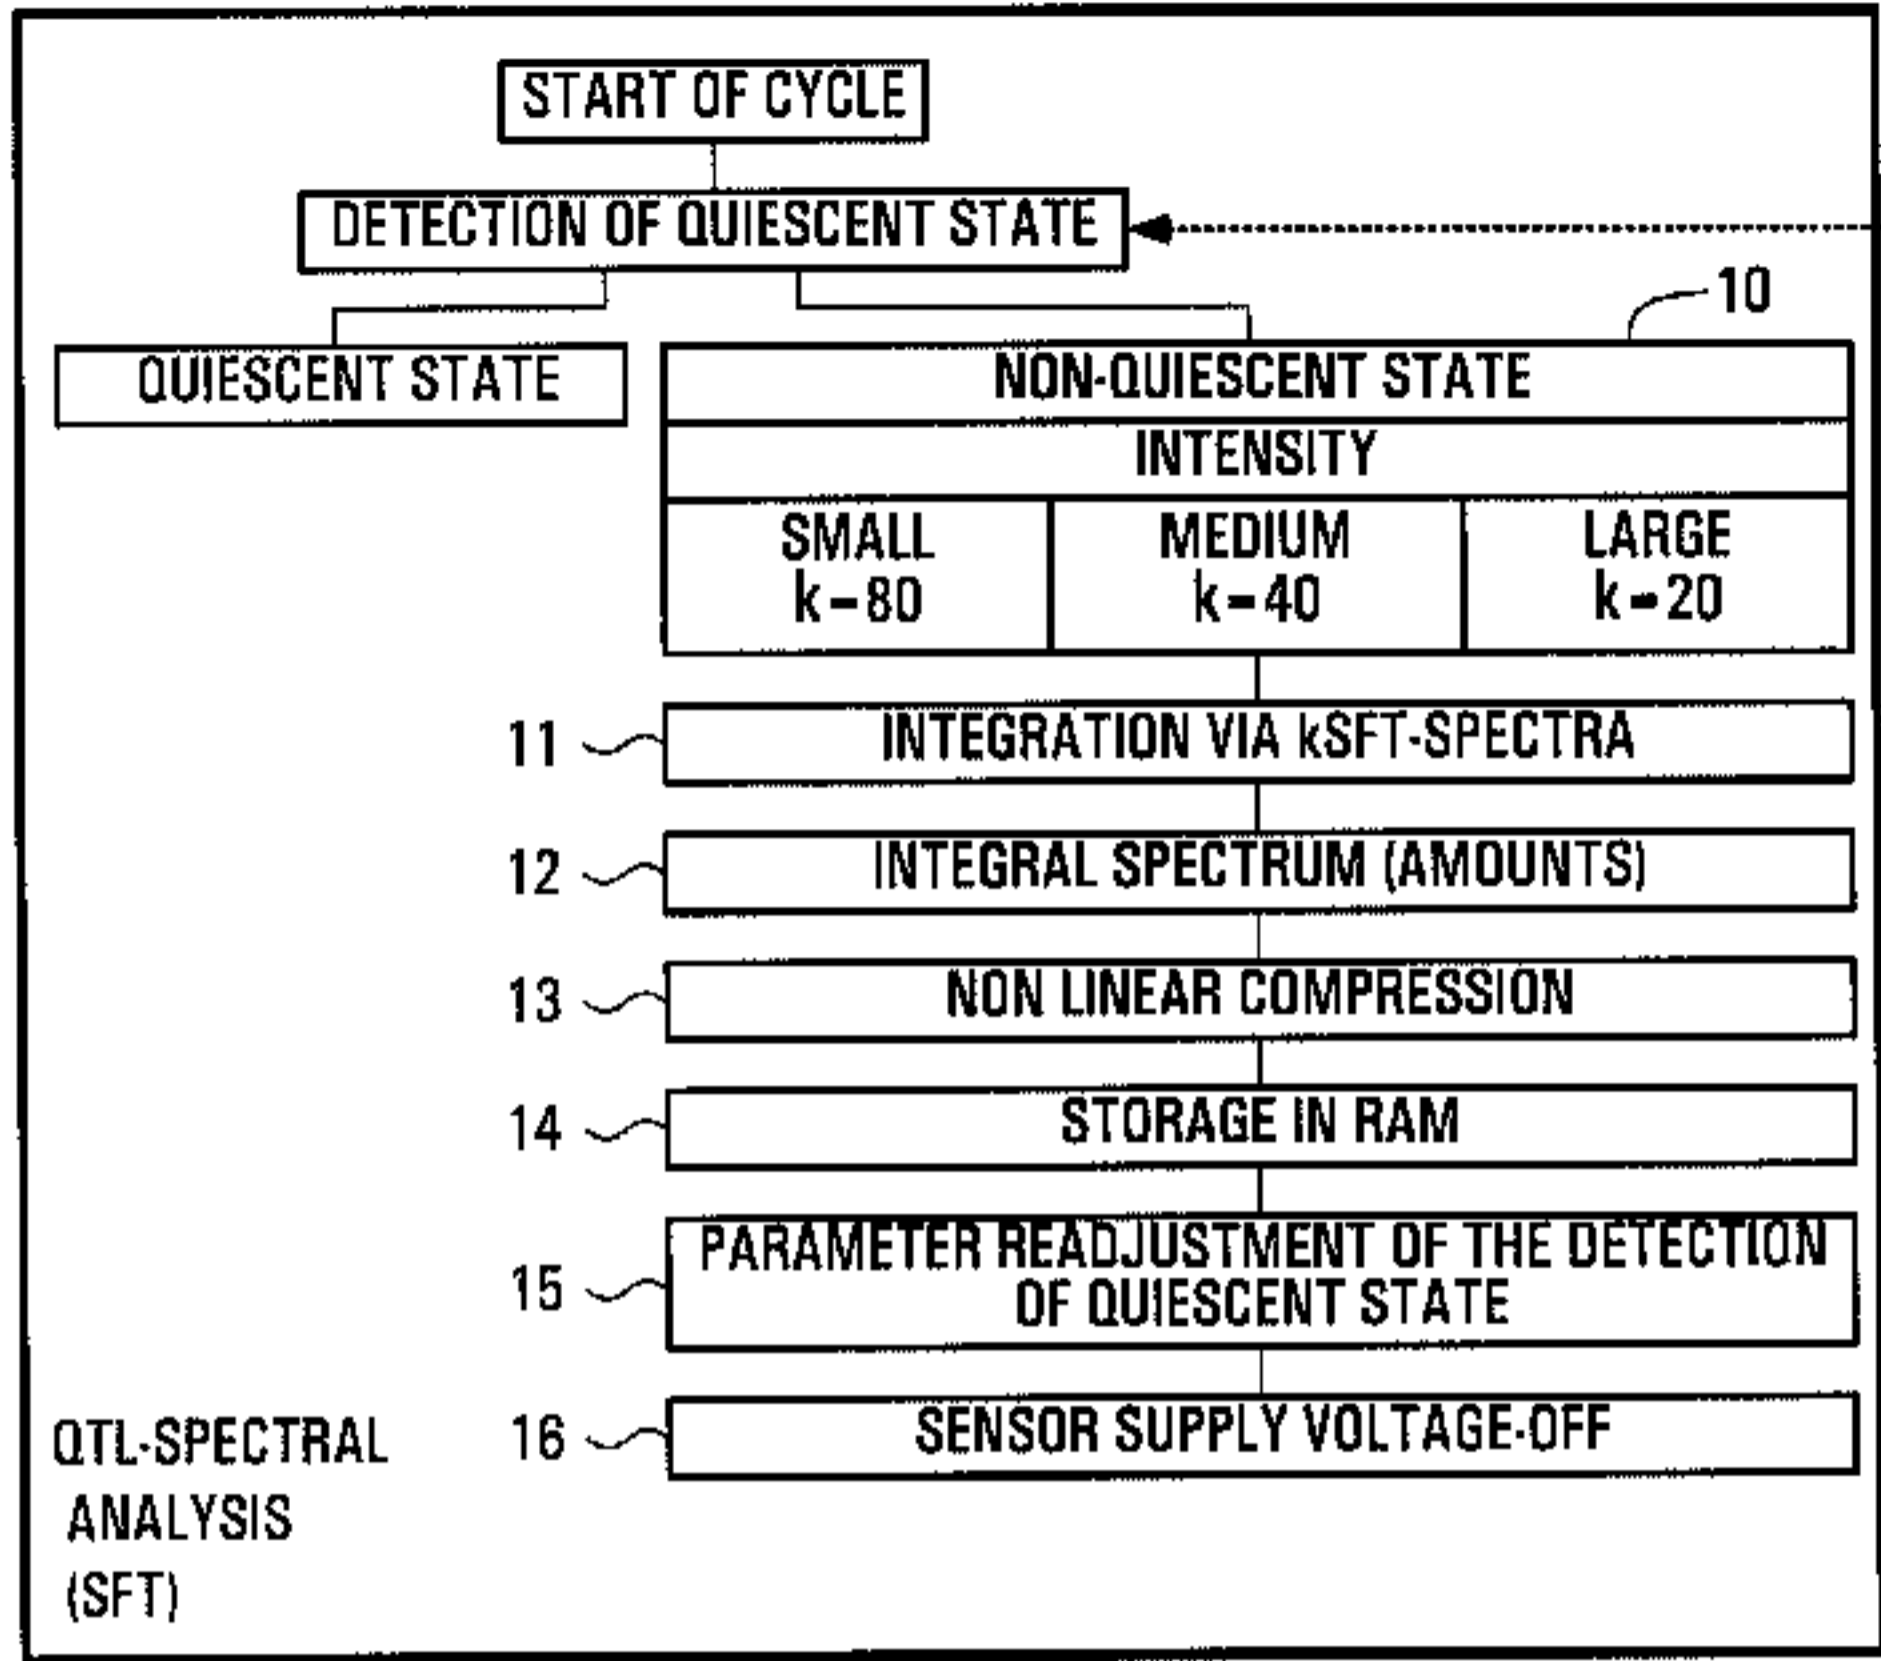 START OF CYCLE
DETECTION OF QUIESCENT STATE
10
QUIESCENT STATE
NON-QUIESCENT STATE
INTENSITY
SMALL
k=80
MEDIUM
k=40
LARGE
k=20
11
INTEGRATION VIA kSFT-SPECTRA
12
INTEGRAL SPECTRUM (AMOUNTS)
13
NON LINEAR COMPRESSION
14
STORAGE IN RAM
15
PARAMETER READJUSTMENT OF THE DETECTION
OF QUIESCENT STATE
16
SENSOR SUPPLY VOLTAGE-OFF
QTL-SPECTRAL
ANALYSIS
(SFT)